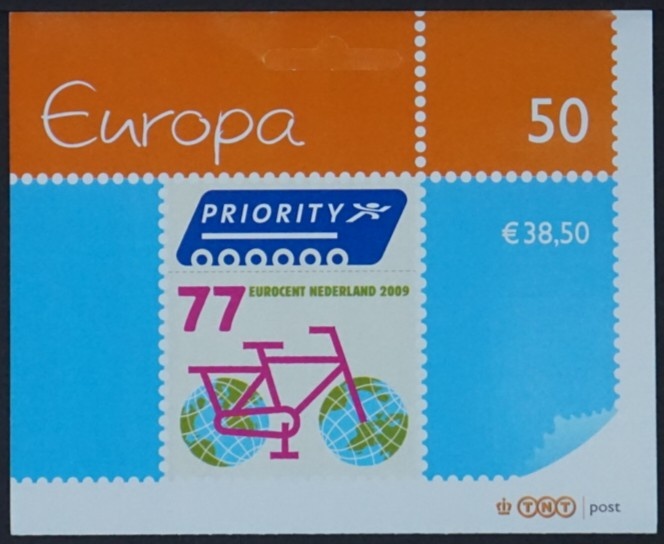 Europa
50
€38,50
PRIORITY
77 EUROCENT NEDERLAND 2009
TNT post